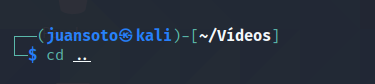 ┌──(juansoto㉿kali)-[~/Vídeos]
└─$ cd ..